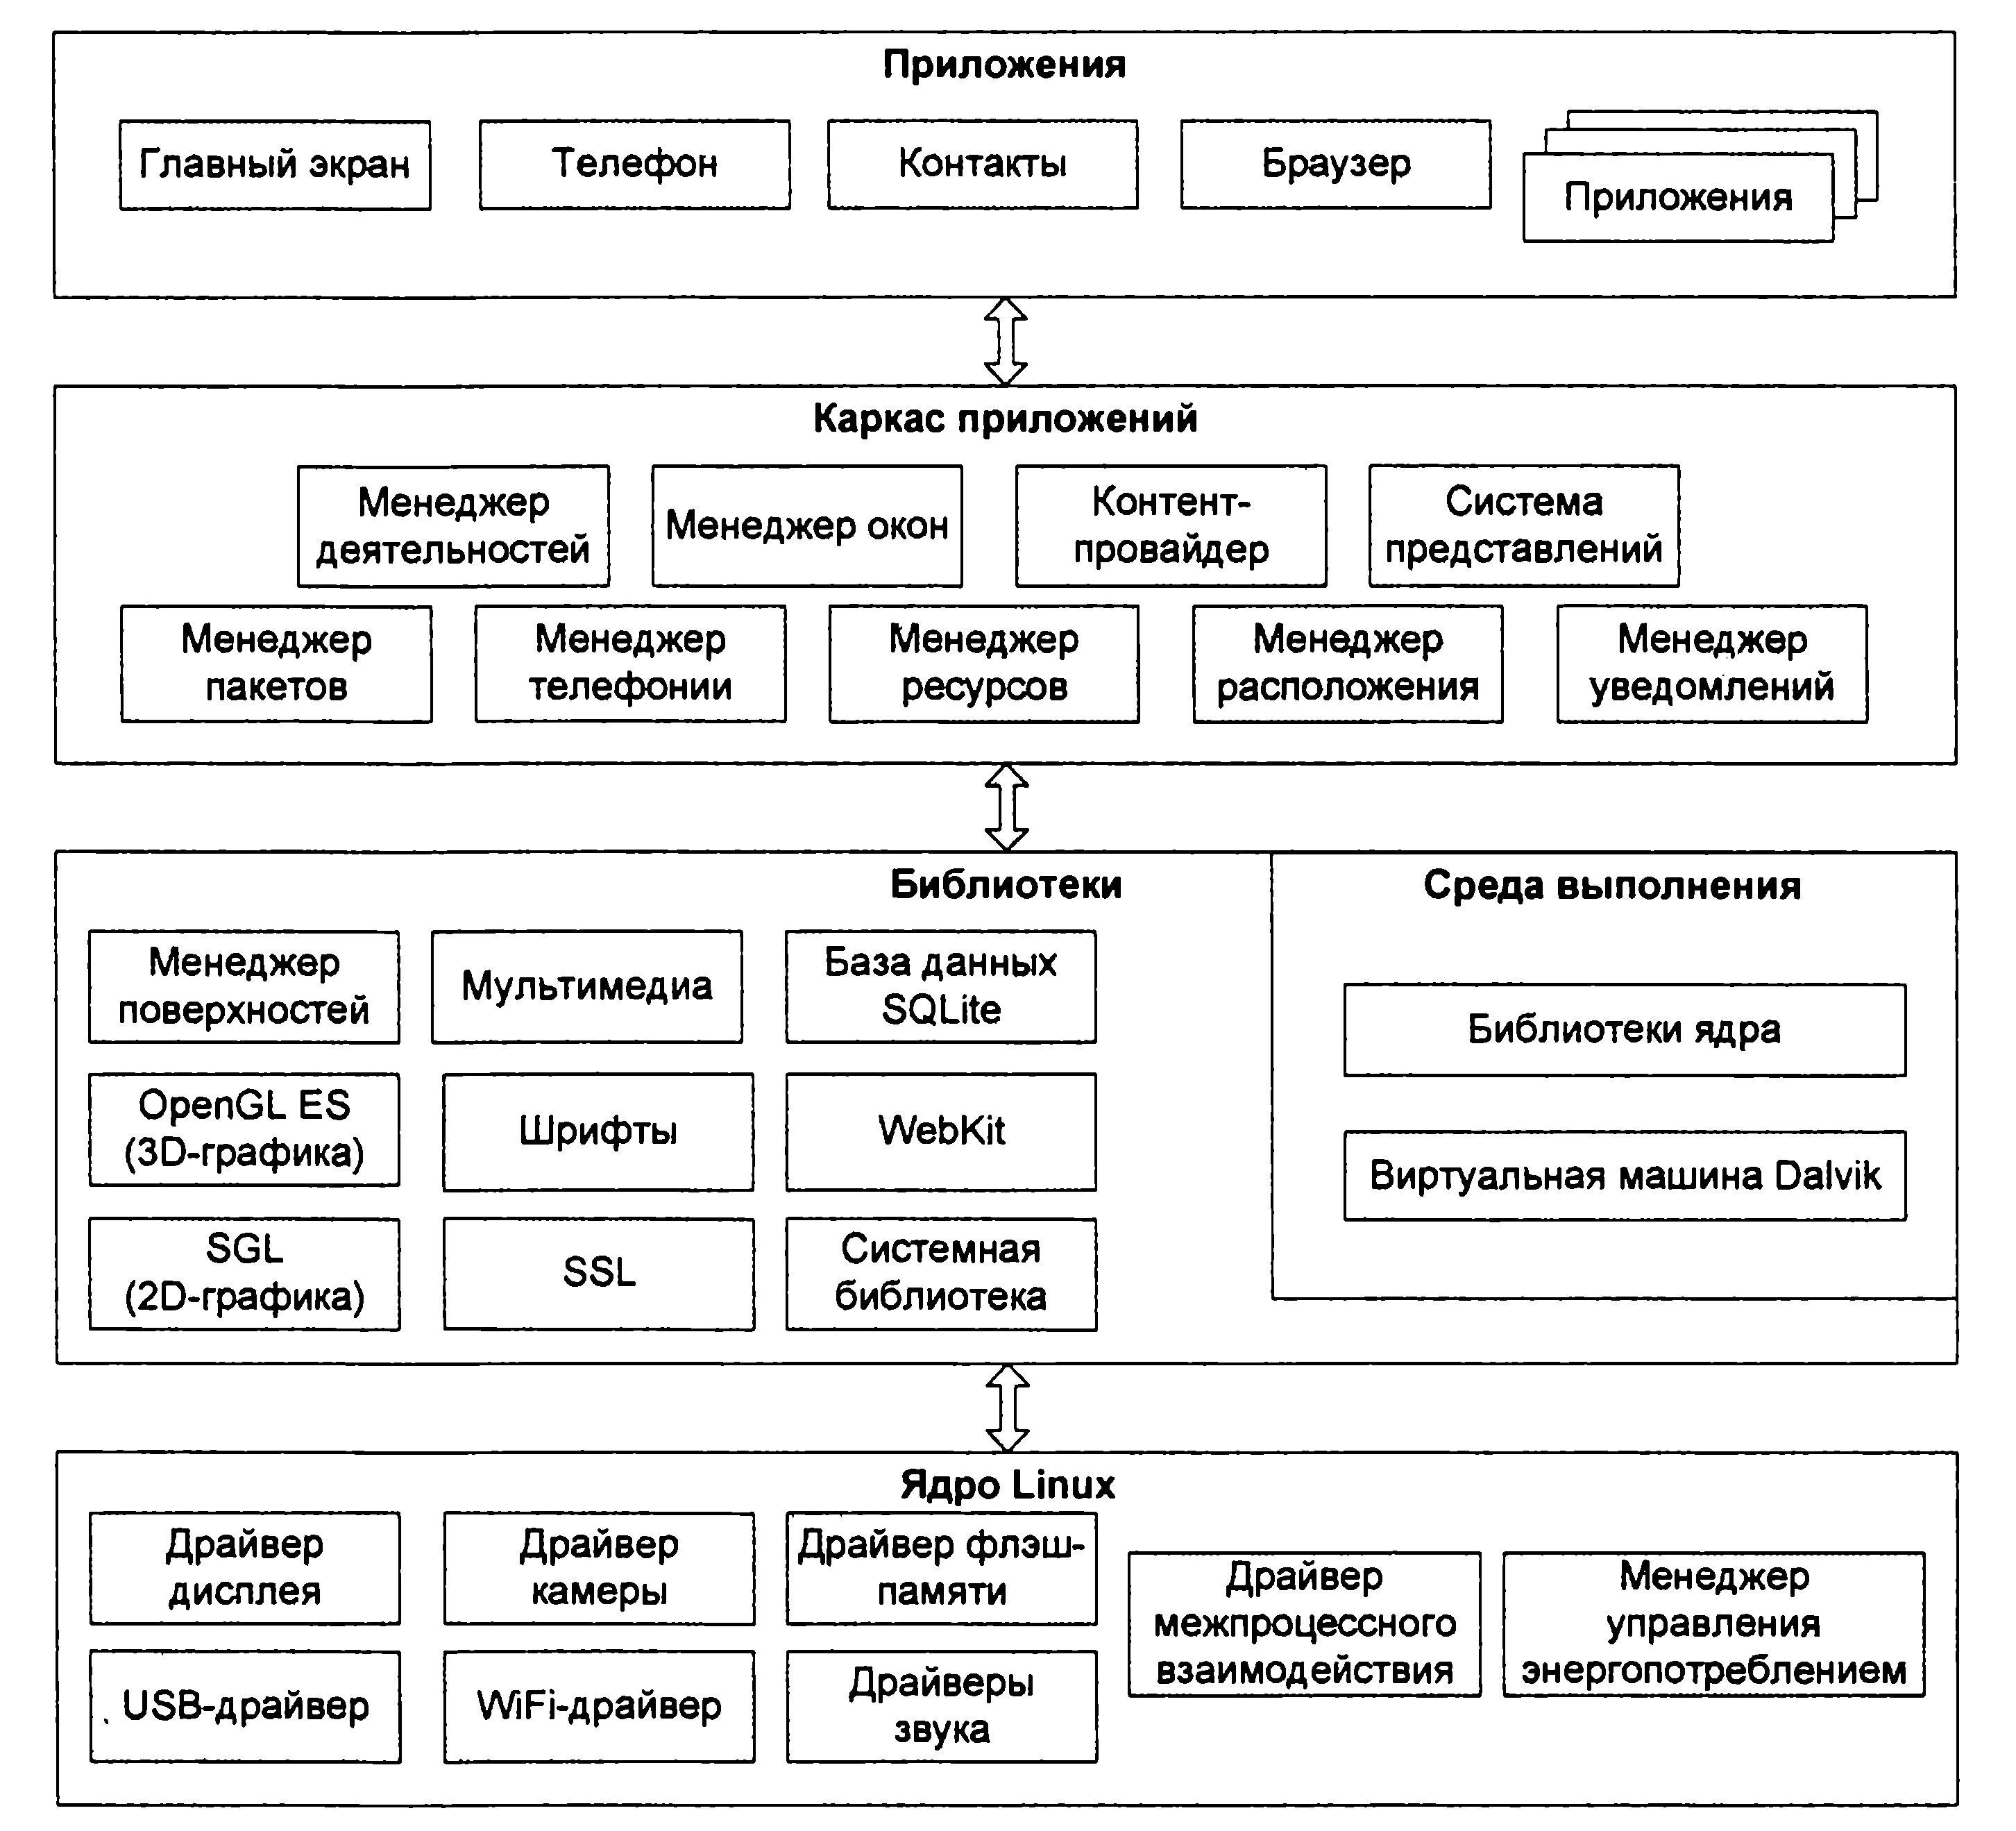 Приложения
Главный экран
Телефон
Контакты
Браузер
Приложения
Каркас приложений
Менеджер
деятельностей
Менеджер окон
Контент-
провайдер
Система
представлений
Менеджер
пакетов
Менеджер
телефонии
Менеджер
ресурсов
Менеджер
расположения
Менеджер
уведомлений
Библиотеки
Менеджер
поверхностей
Мультимедиа
База данных
SQLite
OpenGL ES
(3D-графика)
Шрифты
WebKit
SGL
(2D-графика)
SSL
Системная
библиотека
Среда выполнения
Библиотеки ядра
Виртуальная машина Dalvik
Ядро Linux
Драйвер
дисплея
Драйвер
камеры
Драйвер флэш-
памяти
USB-драйвер
WiFi-драйвер
Драйверы
звука
Драйвер
межпроцессного
взаимодействия
Менеджер
управления
энергопотреблением